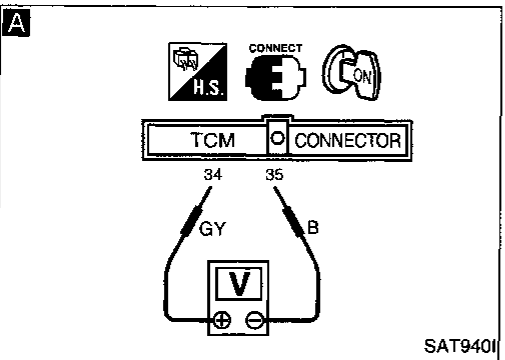 A
CONNECT
H.S.
ON
TCM CONNECTOR
34 35
GY B
V
⊕ ⊖
SAT940I